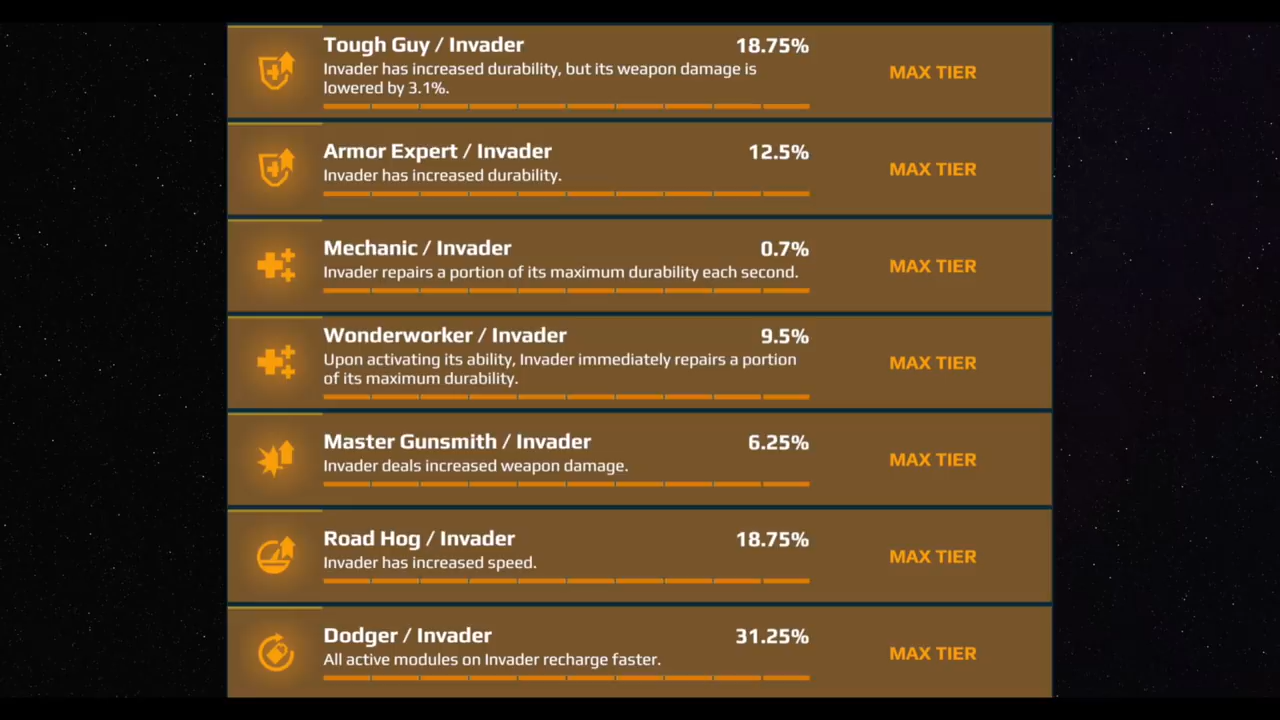 Tough Guy / Invader 18.75%
Invader has increased durability, but its weapon damage is
lowered by 3.1%.
MAX TIER
Armor Expert / Invader 12.5%
Invader has increased durability.
MAX TIER
Mechanic / Invader 0.7%
Invader repairs a portion of its maximum durability each second.
MAX TIER
Wonderworker / Invader 9.5%
Upon activating its ability, Invader immediately repairs a portion
of its maximum durability.
MAX TIER
Master Gunsmith / Invader 6.25%
Invader deals increased weapon damage.
MAX TIER
Road Hog / Invader 18.75%
Invader has increased speed.
MAX TIER
Dodger / Invader 31.25%
All active modules on Invader recharge faster.
MAX TIER